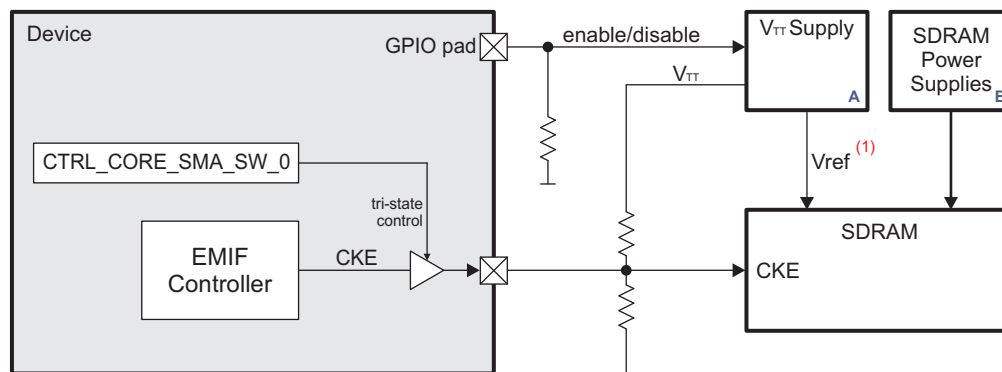 Device
GPIO pad
enable/disable
VTT Supply
A
SDRAM
Power
Supplies
VTT
CTRL_CORE_SMA_SW_0
Vref (1)
tri-state
control
EMIF
Controller
CKE
SDRAM
CKE